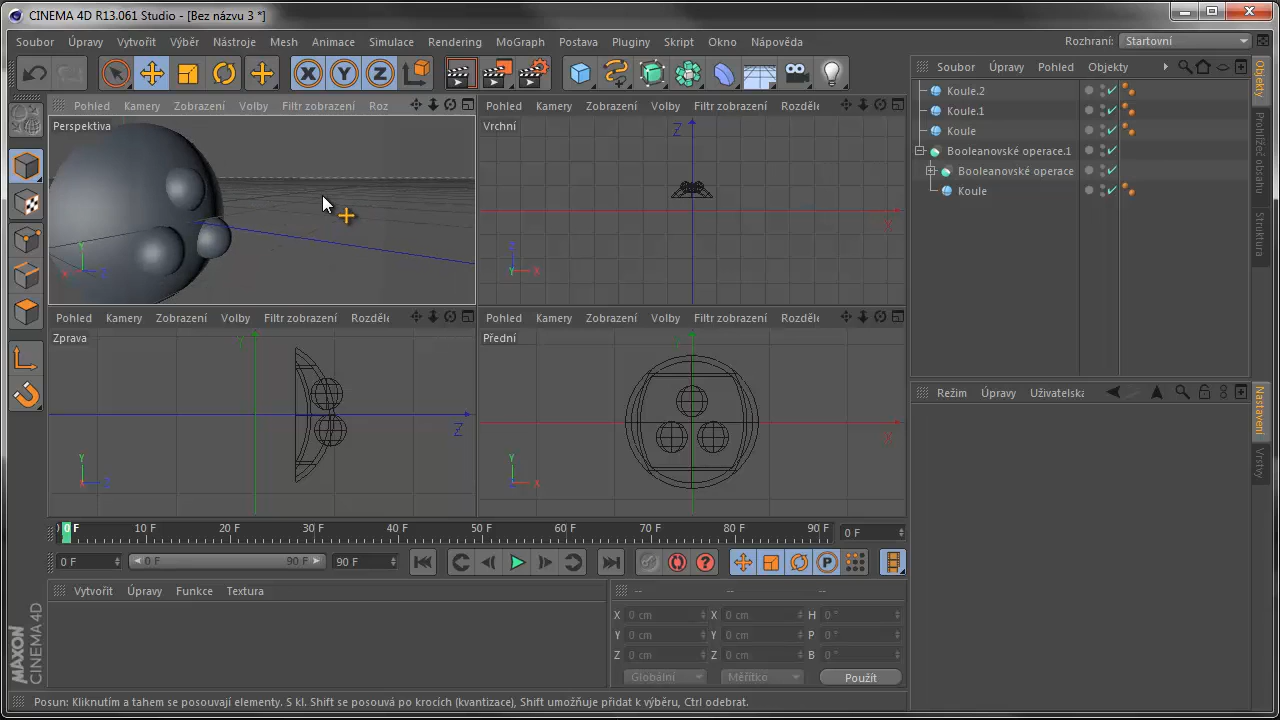 CINEMA 4D R13.061 Studio - [Bez názvu 3 *]
Soubor Úpravy Vytvořit Výběr Nástroje Mesh Animace Simulace Rendering MoGraph Postava Pluginy Skript Okno Nápověda
Rozhraní: Startovní
X Y Z
Soubor Úpravy Pohled Objekty
Koule.2
Koule.1
Koule
Booleanovské operace.1
Booleanovské operace
Koule
Objekty
Prohlížeč obsahu
Struktura
Pohled Kamery Zobrazení Volby Filtr zobrazení Roz
Perspektiva
Y
X Z
Pohled Kamery Zobrazení Volby Filtr zobrazení Rozděle
Vrchní
Z
X
Z
Y X
Pohled Kamery Zobrazení Volby Filtr zobrazení Rozděle
Zprava
Y
Z
Y
X Z
Pohled Kamery Zobrazení Volby Filtr zobrazení Rozděle
Přední
Y
X
Y
Z X
Režim Úpravy Uživatelska
Nastavení
Vrstvy
0 F 10 F 20 F 30 F 40 F 50 F 60 F 70 F 80 F 90 F
0 F
0 F
0 F 90 F
90 F
P
Vytvořit Úpravy Funkce Textura
-- -- --
X 0 cm X 0 cm H 0 °
Y 0 cm Y 0 cm P 0 °
Z 0 cm Z 0 cm B 0 °
Globální Měřítko Použít
MAXON
CINEMA 4D
Posun: Kliknutím a tahem se posouvají elementy. S kl. Shift se posouvá po krocích (kvantizace), Shift umožňuje přidat k výběru, Ctrl odebrat.